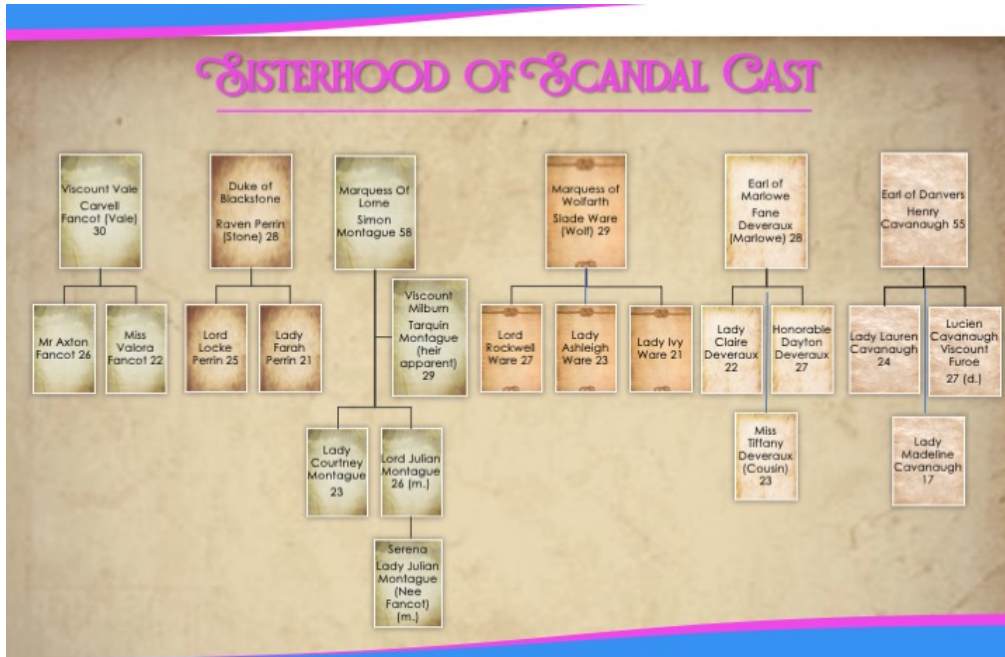 Sisterhood of Scandal Cast
Viscount Vale
Carvell
Fancot (Vale)
30
Mr Axton
Fancot 26
Miss
Valora
Fancot 22
Duke of
Blackstone
Raven Perrin
(Stone) 28
Lord
Locke
Perrin 25
Lady
Farah
Perrin 21
Marquess Of
Lorne
Simon
Montague 58
Viscount
Milburn
Tarquin
Montague
(heir
apparent)
29
Lady
Courtney
Montague
23
Lord Julian
Montague
26 (m.)
Serena
Lady Julian
Montague
(Nee
Fancot)
(m.)
Marquess of
Wolfarth
Slade Ware
(Wolf) 29
Lord
Rockwell
Ware 27
Lady
Ashleigh
Ware 23
Lady Ivy
Ware 21
Earl of
Marlowe
Fane
Deveraux
(Marlowe) 28
Lady
Claire
Deveraux
22
Honorable
Dayton
Deveraux
27
Miss
Tiffany
Deveraux
(Cousin)
23
Earl of Danvers
Henry
Cavanaugh 55
Lady Lauren
Cavanaugh
24
Lucien
Cavanaugh
Viscount
Furoe
27 (d.)
Lady
Madeline
Cavanaugh
17